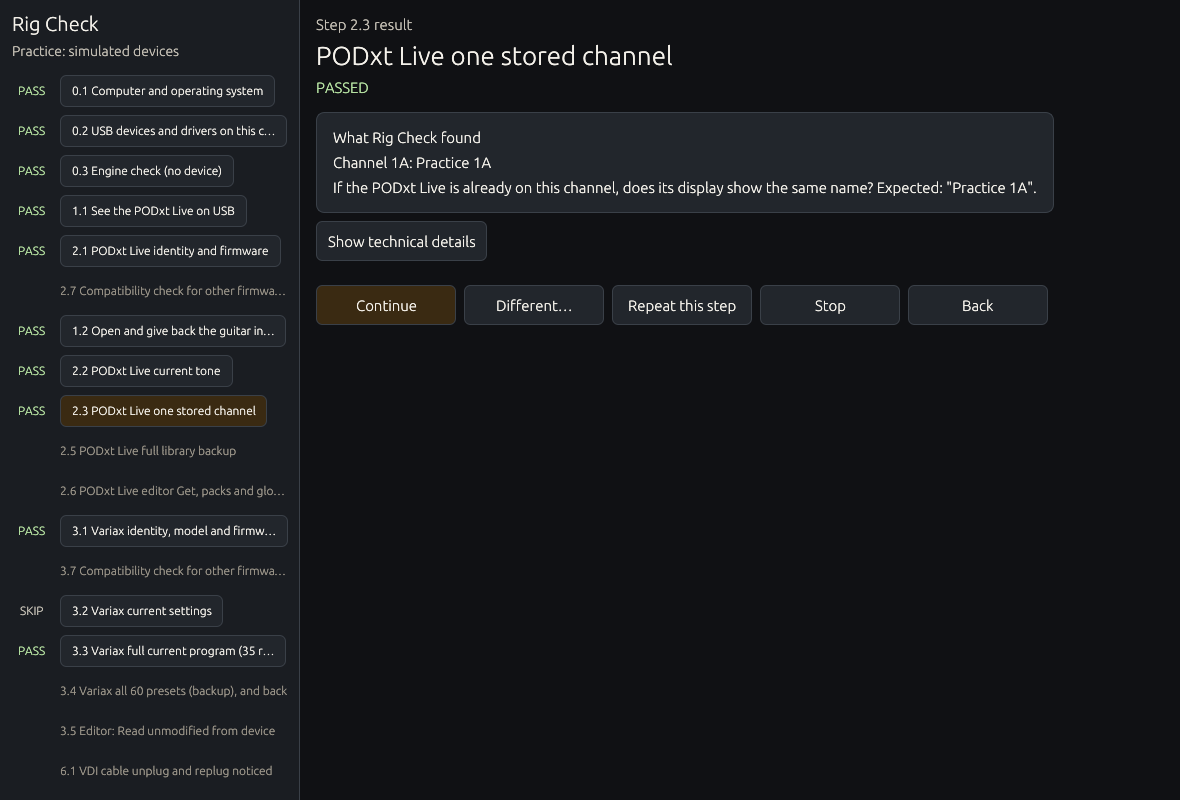 Rig Check
Practice: simulated devices
PASS 0.1 Computer and operating system
PASS 0.2 USB devices and drivers on this c...
PASS 0.3 Engine check (no device)
PASS 1.1 See the PODxt Live on USB
PASS 2.1 PODxt Live identity and firmware
2.7 Compatibility check for other firmwa...
PASS 1.2 Open and give back the guitar in...
PASS 2.2 PODxt Live current tone
PASS 2.3 PODxt Live one stored channel
2.5 PODxt Live full library backup
2.6 PODxt Live editor Get, packs and glo...
PASS 3.1 Variax identity, model and firmw...
3.7 Compatibility check for other firmwa...
SKIP 3.2 Variax current settings
PASS 3.3 Variax full current program (35 r...
3.4 Variax all 60 presets (backup), and back
3.5 Editor: Read unmodified from device
6.1 VDI cable unplug and replug noticed
Step 2.3 result
PODxt Live one stored channel
PASSED
What Rig Check found
Channel 1A: Practice 1A
If the PODxt Live is already on this channel, does its display show the same name? Expected: "Practice 1A".
Show technical details
Continue Different... Repeat this step Stop Back